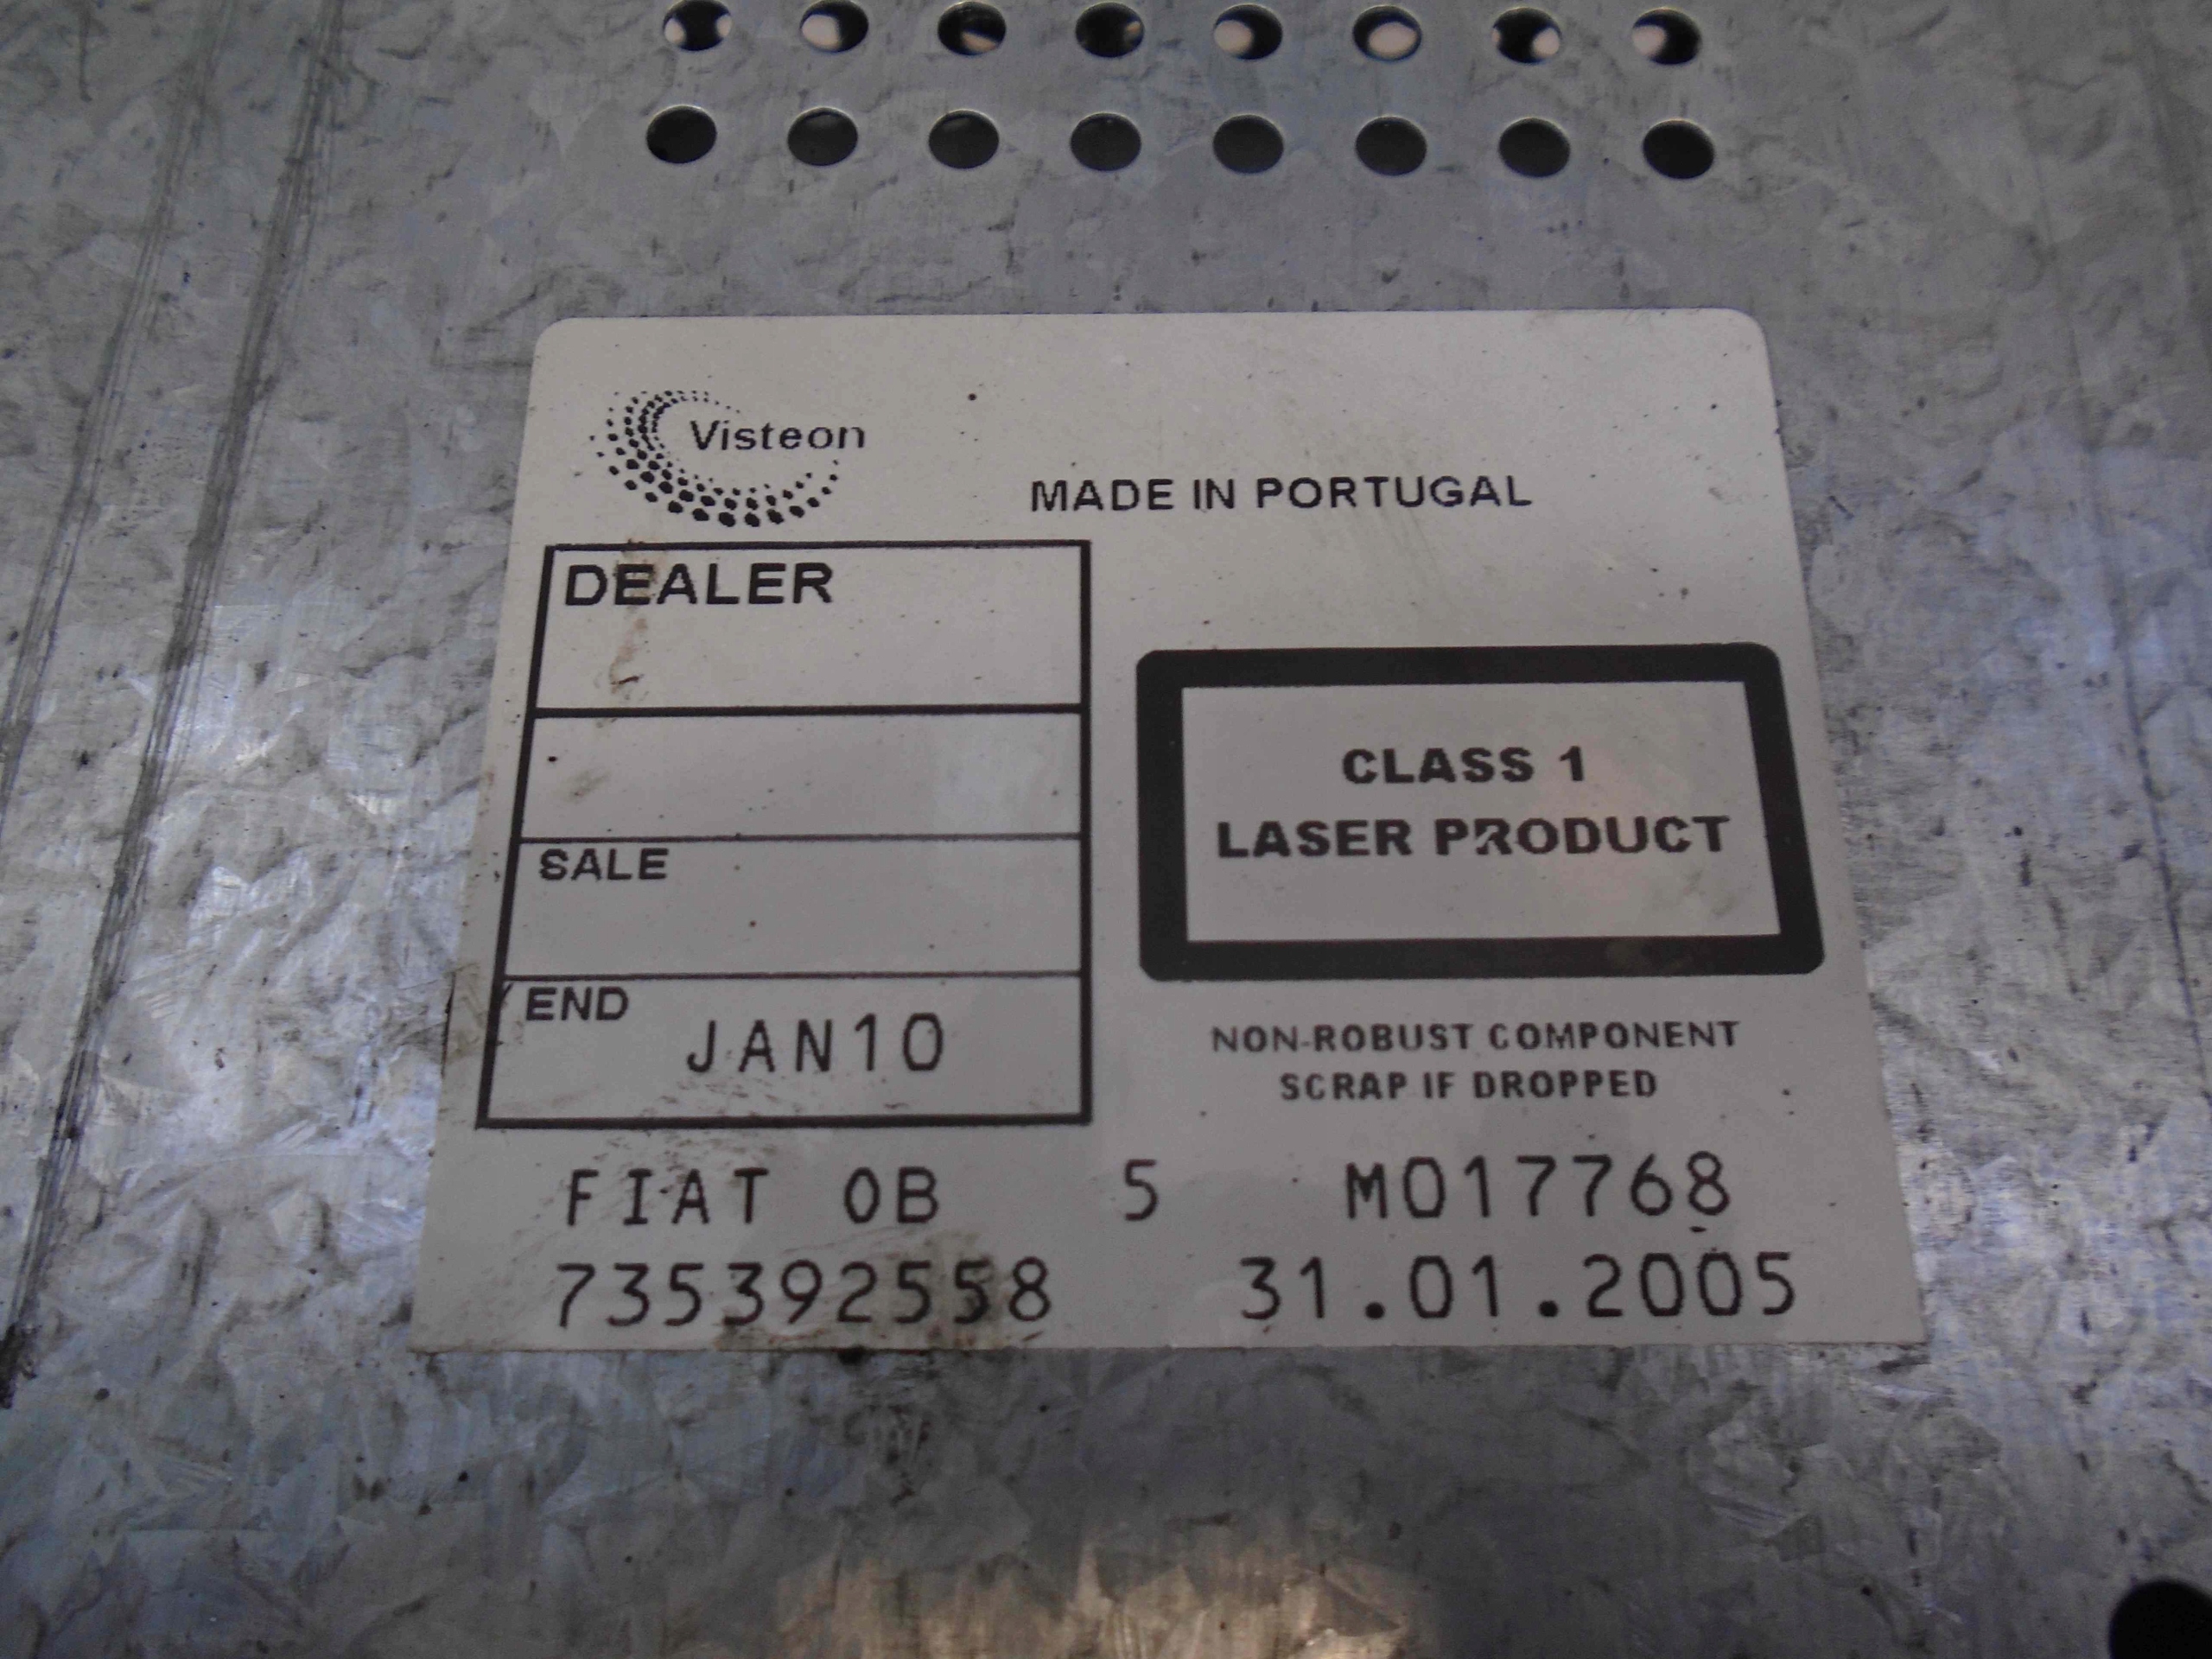 Visteon
MADE IN PORTUGAL
DEALER
SALE
END JAN10
CLASS 1
LASER PRODUCT
NON-ROBUST COMPONENT
SCRAP IF DROPPED
FIAT 0B 5 M017768
735392558 31.01.2005